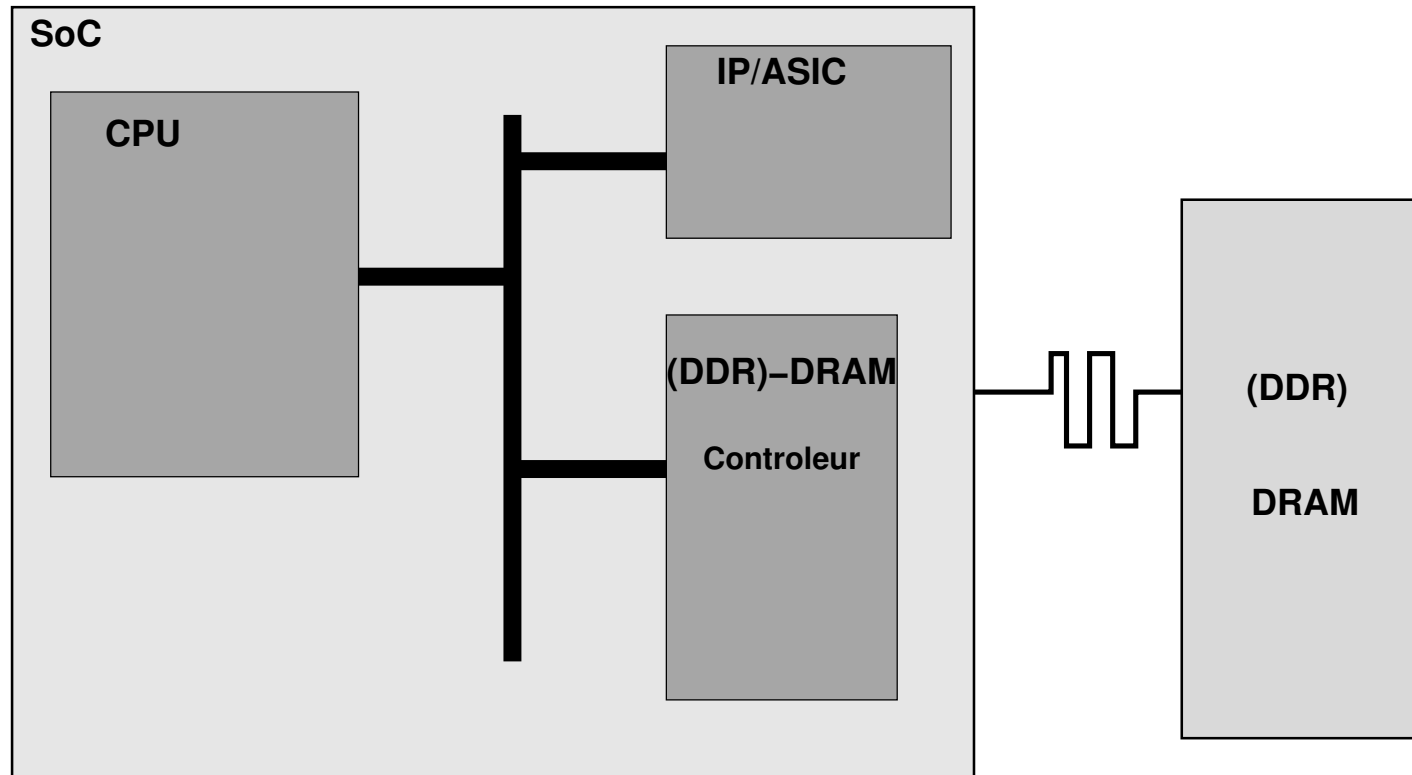 SoC
CPU
IP/ASIC
(DDR)–DRAM
Controleur
(DDR)
DRAM